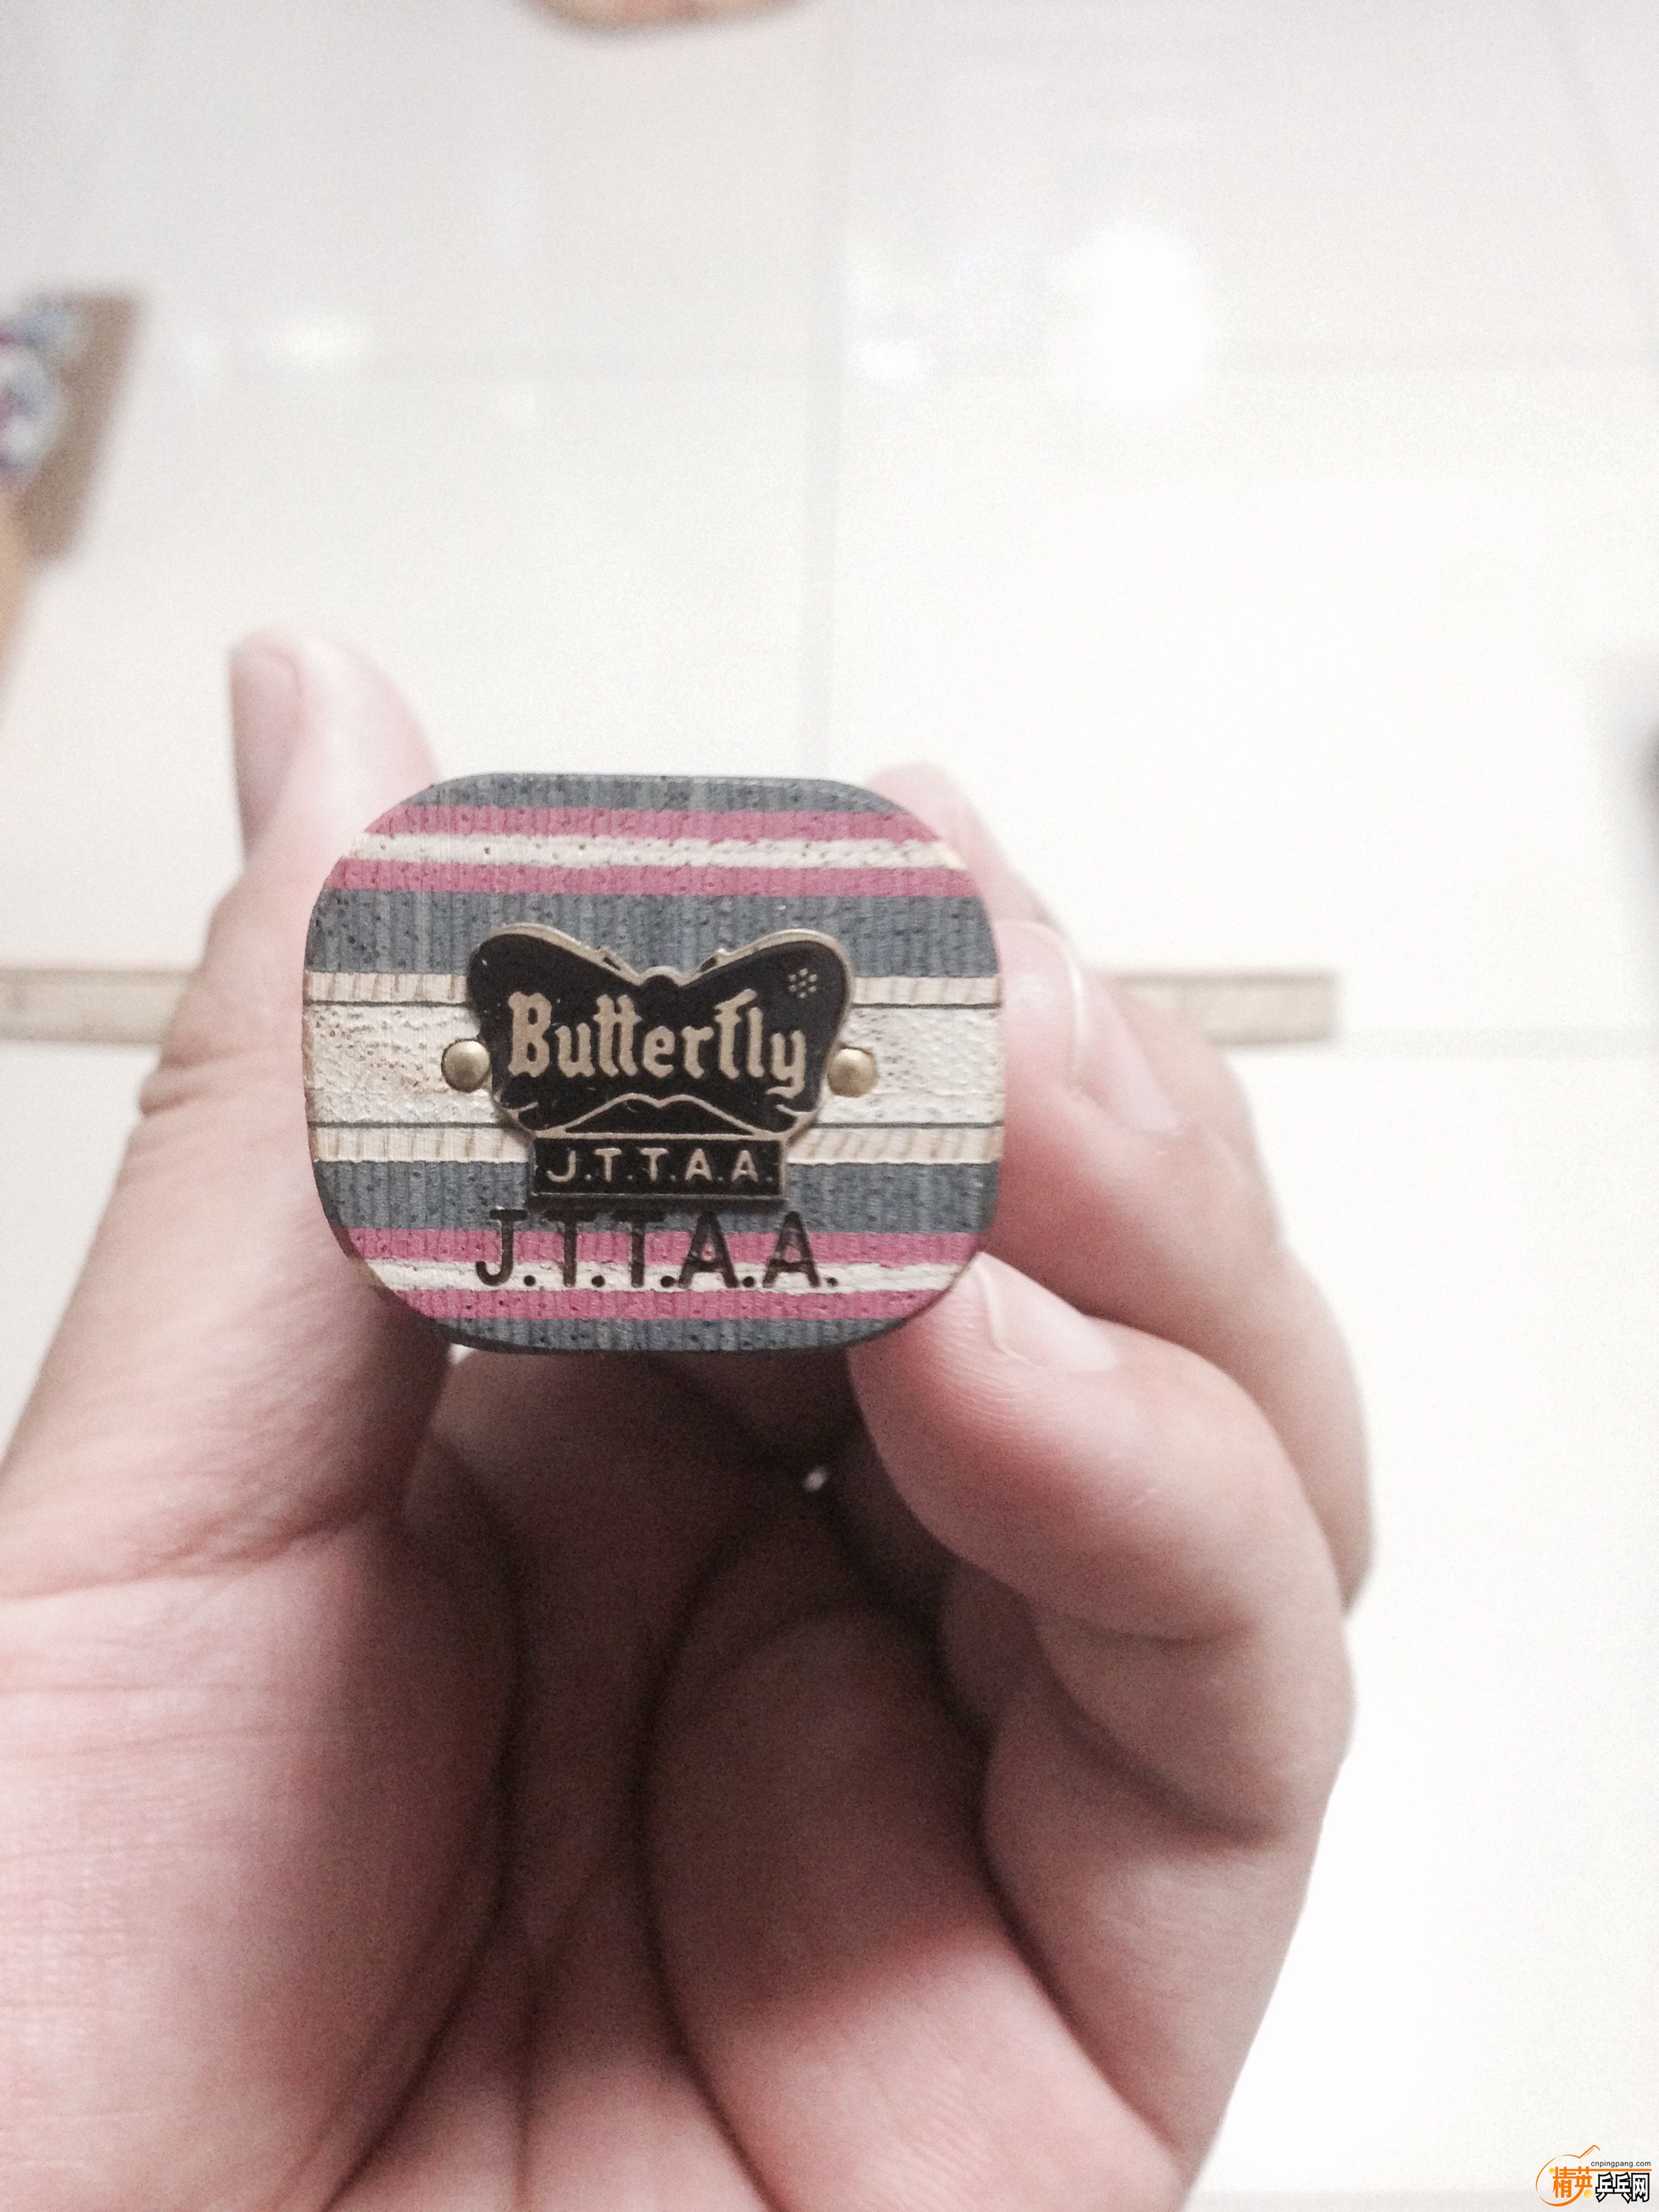 Butterfly
J.T.T.A.A.
J.T.T.A.A.
cnpingpang.com
精英乒乓网